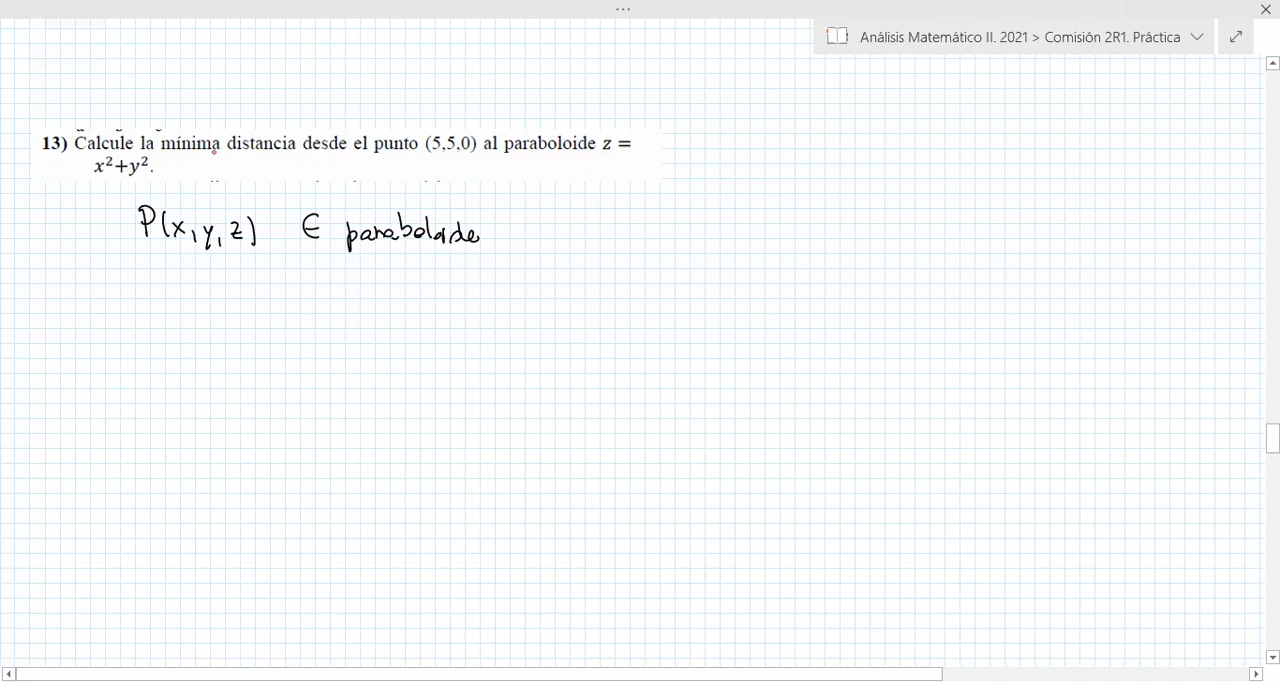 Análisis Matemático II. 2021 > Comisión 2R1. Práctica
13) Calcule la mínima distancia desde el punto (5,5,0) al paraboloide z =
x²+y².
P(x,y,z) ∈ paraboloide